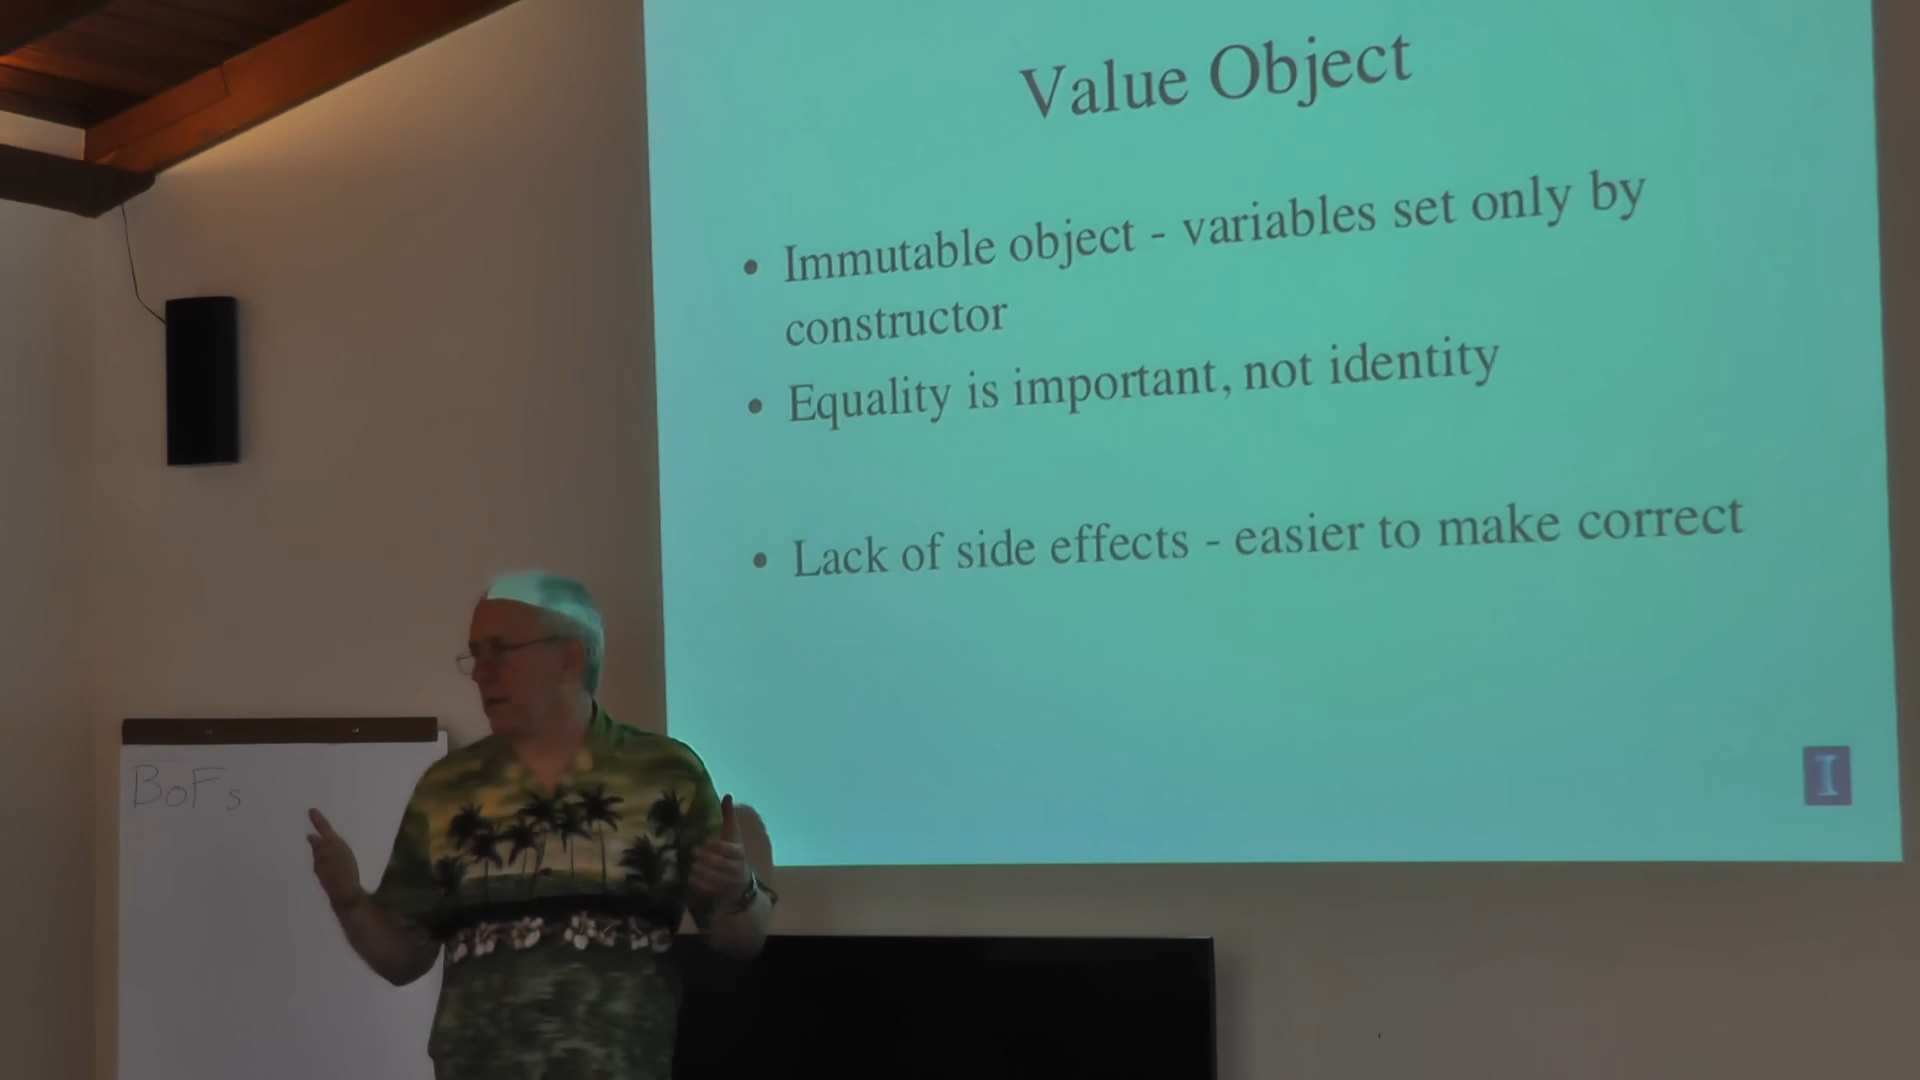 Value Object
• Immutable object - variables set only by
constructor
• Equality is important, not identity
• Lack of side effects - easier to make correct
I
BoFs